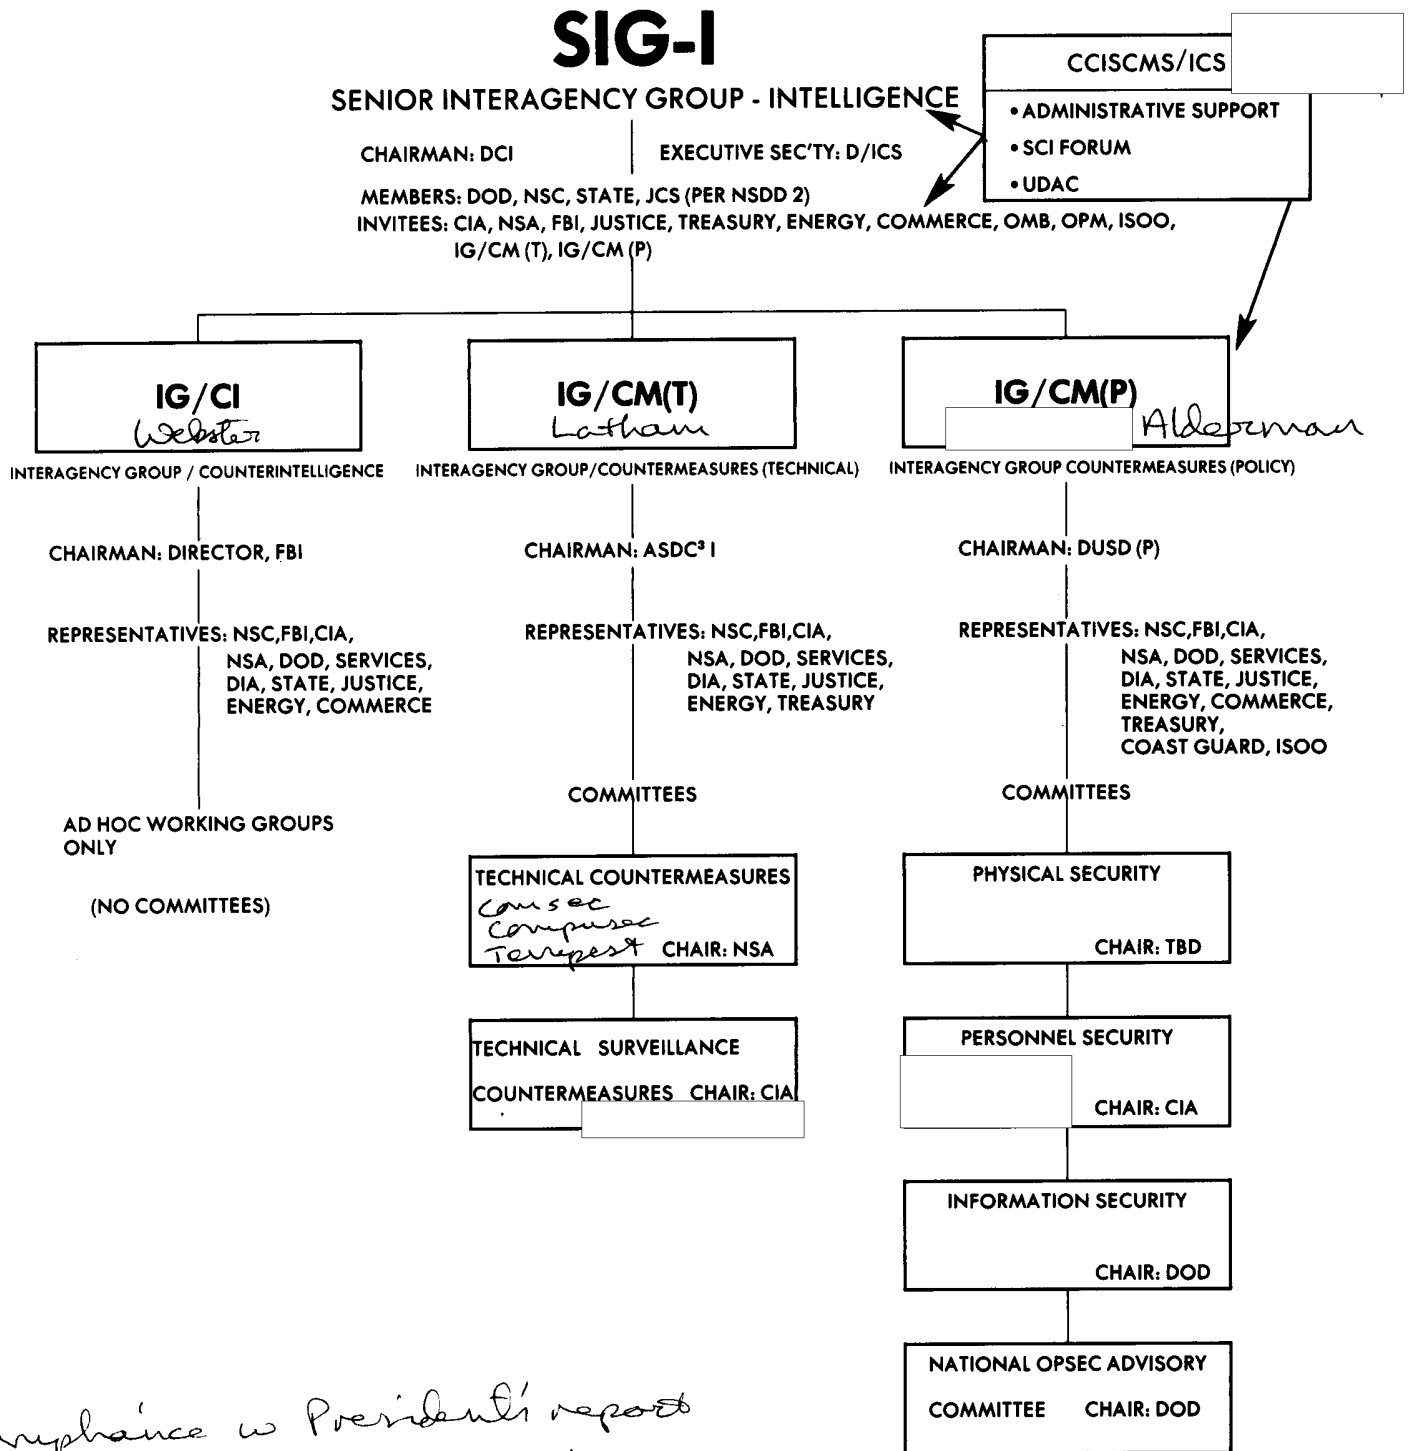 SIG-I
SENIOR INTERAGENCY GROUP - INTELLIGENCE
CCISCMS/ICS
• ADMINISTRATIVE SUPPORT
• SCI FORUM
• UDAC
CHAIRMAN: DCI EXECUTIVE SEC'TY: D/ICS
MEMBERS: DOD, NSC, STATE, JCS (PER NSDD 2)
INVITEES: CIA, NSA, FBI, JUSTICE, TREASURY, ENERGY, COMMERCE, OMB, OPM, ISOO,
IG/CM (T), IG/CM (P)
IG/CI
Webster
INTERAGENCY GROUP / COUNTERINTELLIGENCE
CHAIRMAN: DIRECTOR, FBI
REPRESENTATIVES: NSC,FBI,CIA,
NSA, DOD, SERVICES,
DIA, STATE, JUSTICE,
ENERGY, COMMERCE
AD HOC WORKING GROUPS
ONLY
(NO COMMITTEES)
IG/CM(T)
Latham
INTERAGENCY GROUP/COUNTERMEASURES (TECHNICAL)
CHAIRMAN: ASDC³ I
REPRESENTATIVES: NSC,FBI,CIA,
NSA, DOD, SERVICES,
DIA, STATE, JUSTICE,
ENERGY, TREASURY
COMMITTEES
TECHNICAL COUNTERMEASURES
Comsec
Compusec
Tempest CHAIR: NSA
TECHNICAL SURVEILLANCE
COUNTERMEASURES CHAIR: CIA
IG/CM(P)
Alderman
INTERAGENCY GROUP COUNTERMEASURES (POLICY)
CHAIRMAN: DUSD (P)
REPRESENTATIVES: NSC,FBI,CIA,
NSA, DOD, SERVICES,
DIA, STATE, JUSTICE,
ENERGY, COMMERCE,
TREASURY,
COAST GUARD, ISOO
COMMITTEES
PHYSICAL SECURITY
CHAIR: TBD
PERSONNEL SECURITY
CHAIR: CIA
INFORMATION SECURITY
CHAIR: DOD
NATIONAL OPSEC ADVISORY
COMMITTEE CHAIR: DOD
w President's report